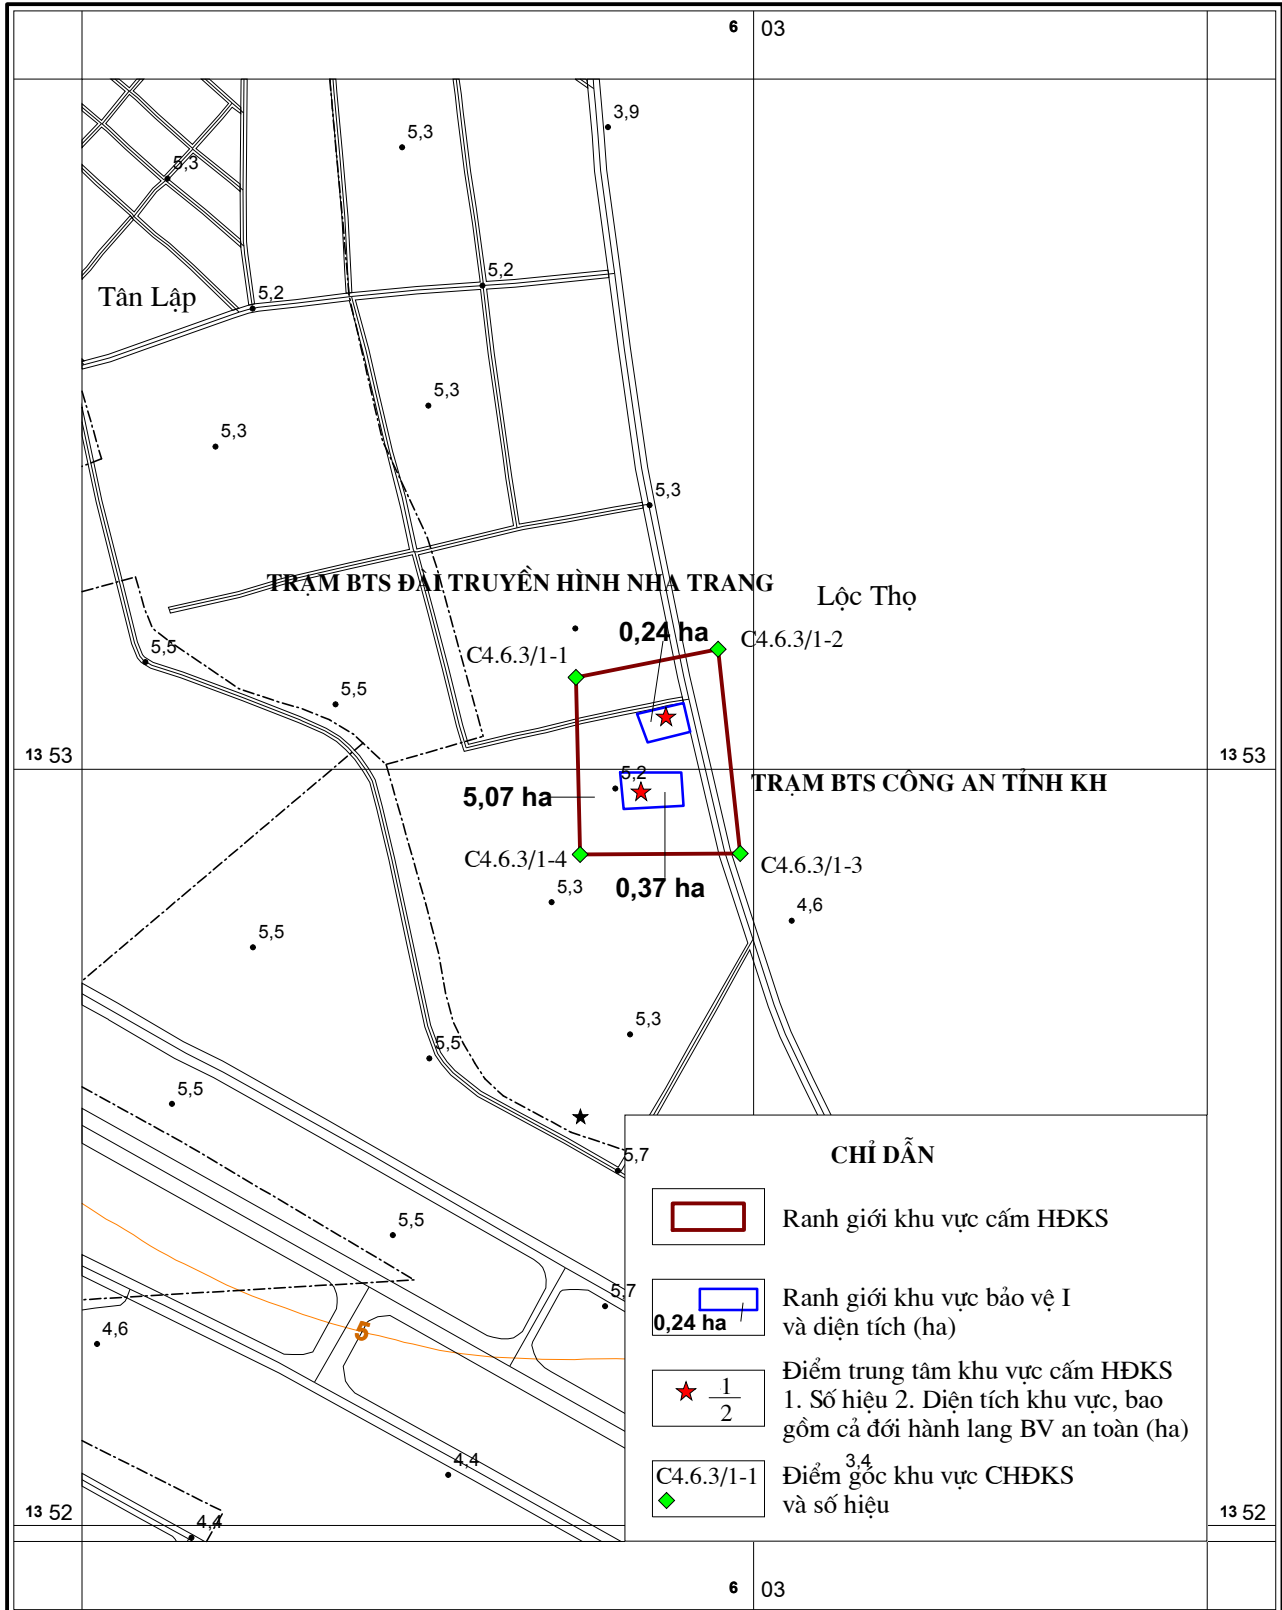 6 03
3,9
5,3
5,3
5,2
5,2
Tân Lập
5,3
5,3
5,3
TRẠM BTS ĐÀI TRUYỀN HÌNH NHA TRANG
Lộc Thọ
0,24 ha
C4.6.3/1-2
C4.6.3/1-1
5,5
5,5
13 53
13 53
5,2
TRẠM BTS CÔNG AN TỈNH KH
5,07 ha
C4.6.3/1-4
C4.6.3/1-3
0,37 ha
5,3
4,6
5,5
5,3
5,5
5,5
5,7
5,5
5,7
4,6
5
4,4
4,4
CHỈ DẪN
Ranh giới khu vực cấm HĐKS
0,24 ha
Ranh giới khu vực bảo vệ I
và diện tích (ha)
1
2
Điểm trung tâm khu vực cấm HĐKS
1. Số hiệu 2. Diện tích khu vực, bao
gồm cả đới hành lang BV an toàn (ha)
3,4
C4.6.3/1-1
Điểm góc khu vực CHĐKS
và số hiệu
13 52
13 52
6 03